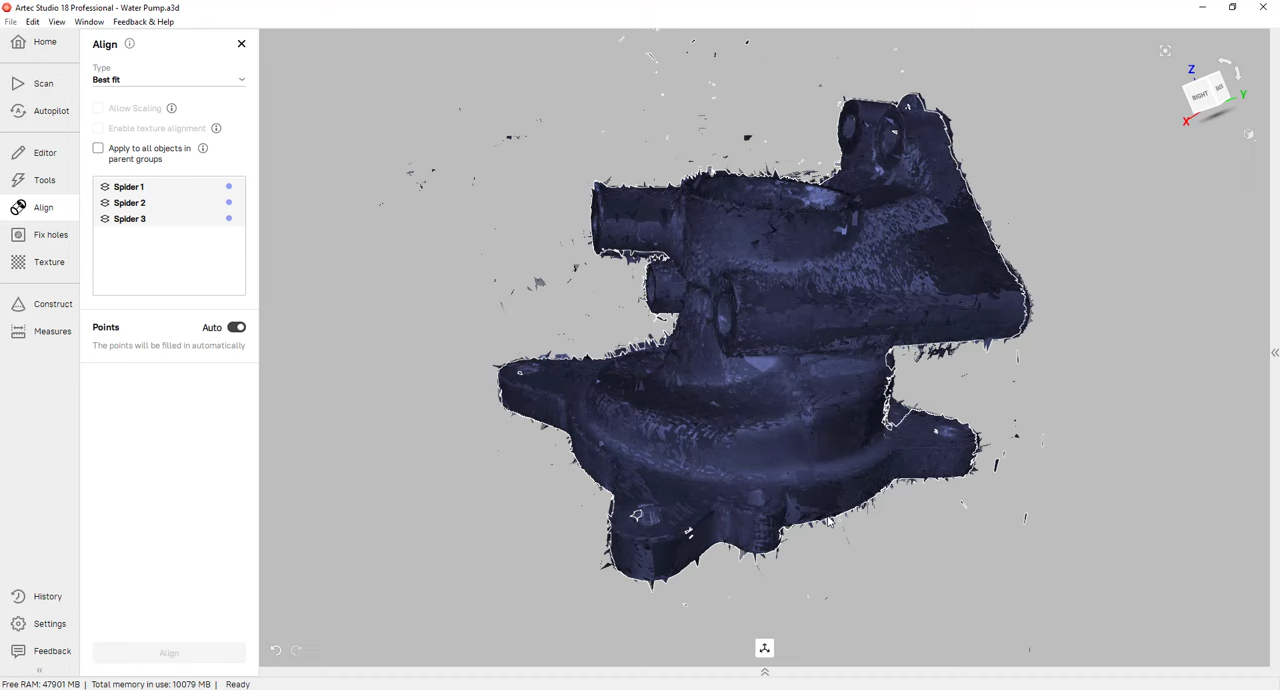 Artec Studio 18 Professional - Water Pump.a3d
File Edit View Window Feedback & Help
Home
Scan
Autopilot
Editor
Tools
Align
Fix holes
Texture
Construct
Measures
History
Settings
Feedback
Align
Type
Best fit
Allow Scaling
Enable texture alignment
Apply to all objects in
parent groups
Spider 1
Spider 2
Spider 3
Points Auto
The points will be filled in automatically
Align
Z
Y
X
RIGHT
Free RAM: 47901 MB | Total memory in use: 10079 MB | Ready